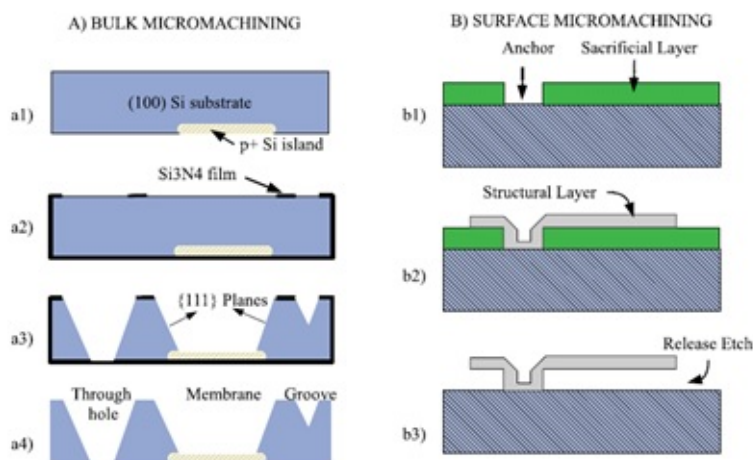 A) BULK MICROMACHINING
a1)
(100) Si substrate
p+ Si island
Si3N4 film
a2)
a3)
{111} Planes
Through
hole
Membrane
Groove
a4)
B) SURFACE MICROMACHINING
Anchor
Sacrificial Layer
b1)
Structural Layer
b2)
Release Etch
b3)